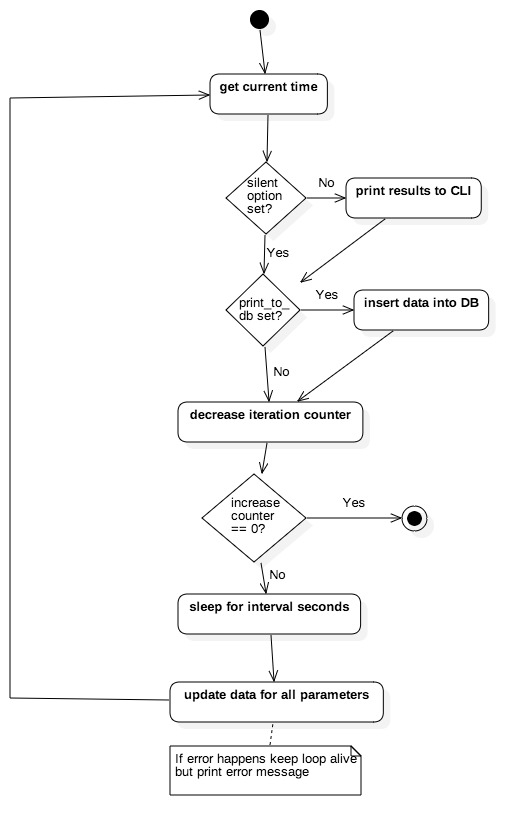 get current time
silent
option
set?
No
print results to CLI
Yes
print_to_
db set?
Yes
insert data into DB
No
decrease iteration counter
increase
counter
== 0?
Yes
No
sleep for interval seconds
update data for all parameters
If error happens keep loop alive
but print error message